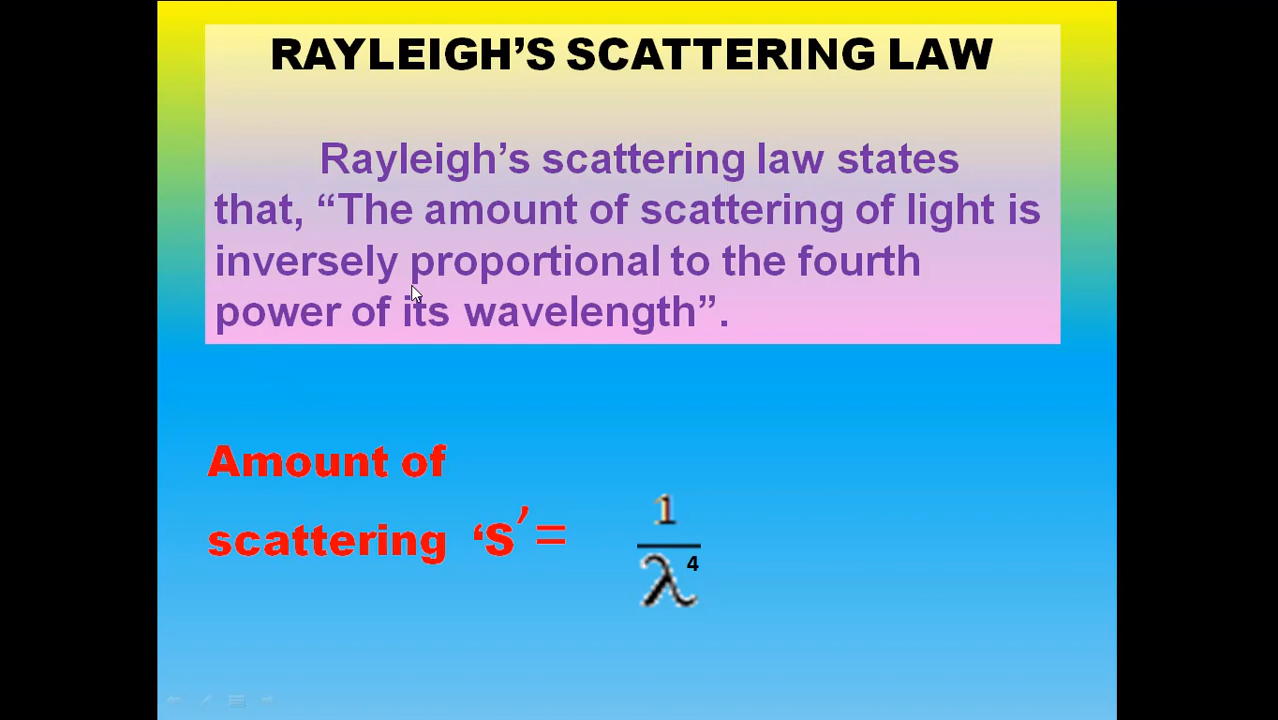 RAYLEIGH’S SCATTERING LAW
Rayleigh’s scattering law states
that, “The amount of scattering of light is
inversely proportional to the fourth
power of its wavelength”.
Amount of
scattering ‘S’= 1/λ⁴